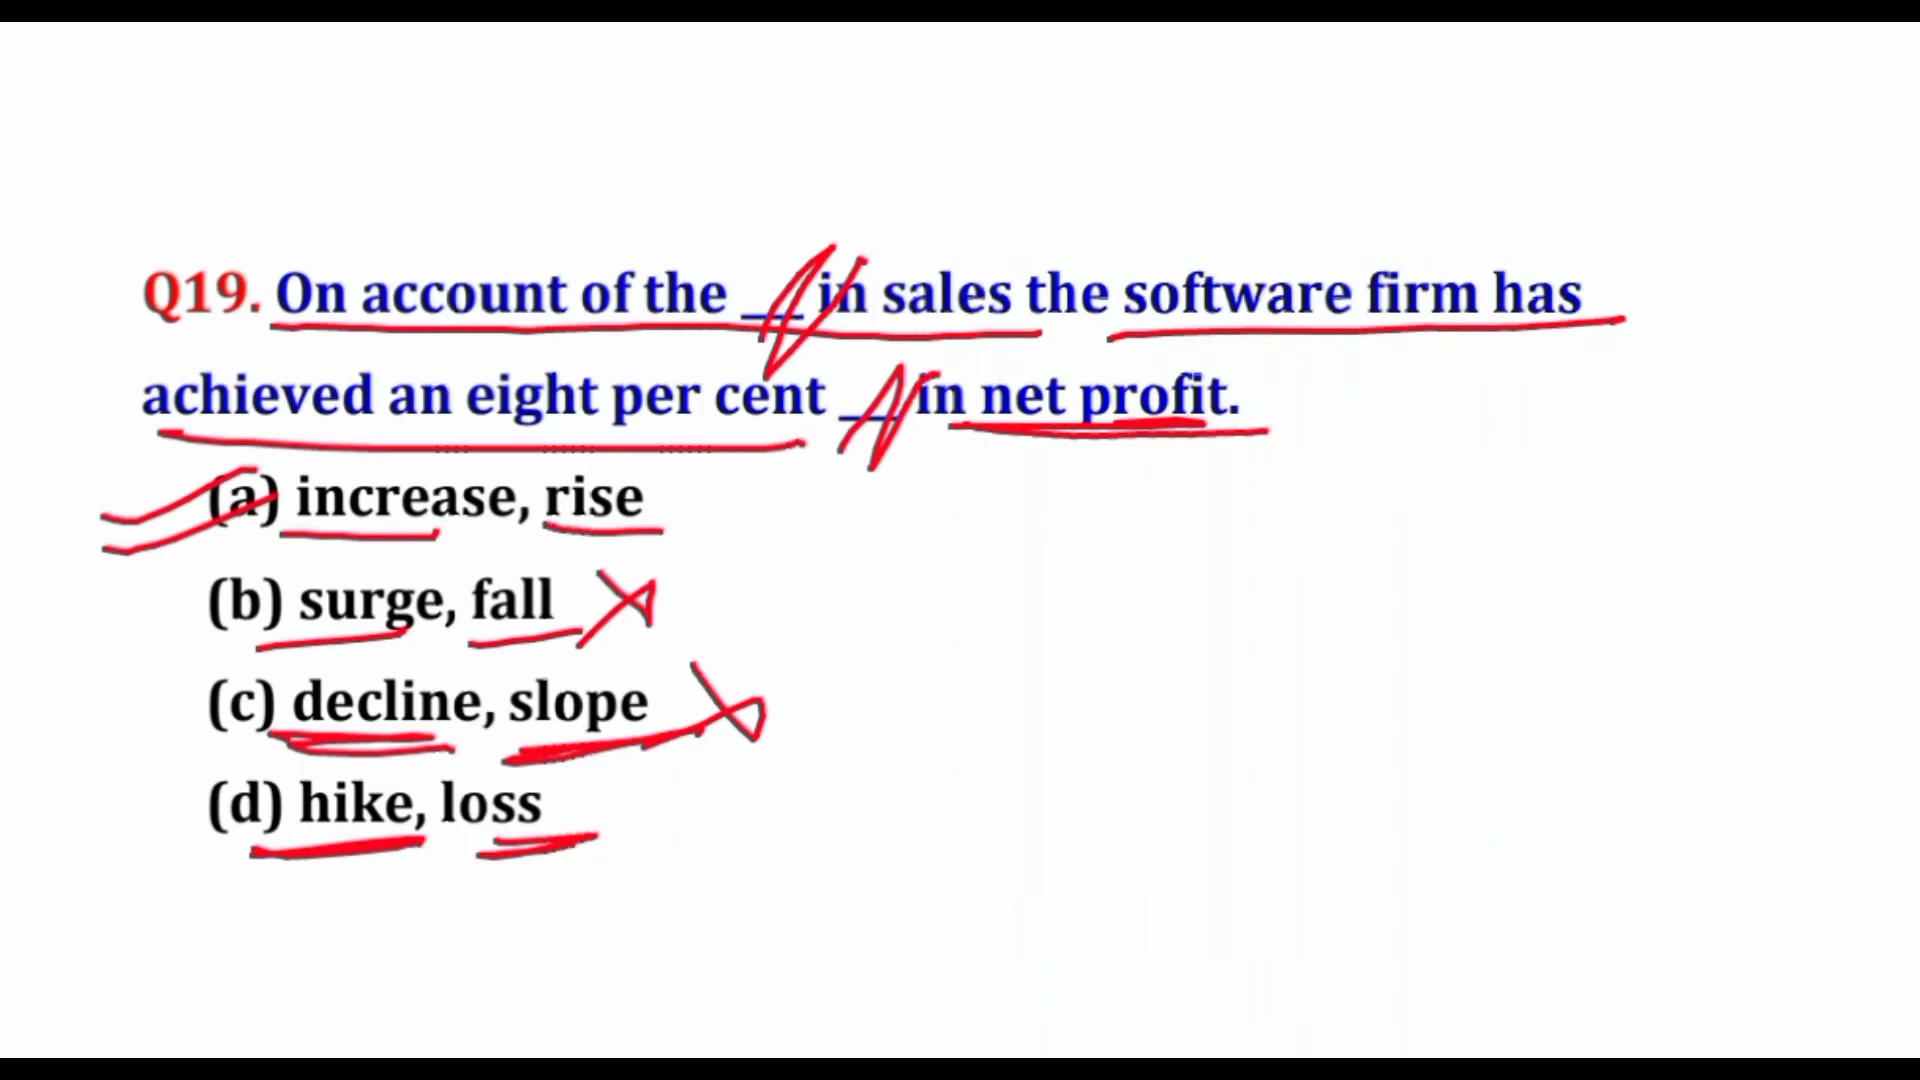 Q19. On account of the __ in sales the software firm has
achieved an eight per cent __ in net profit.
(a) increase, rise
(b) surge, fall
(c) decline, slope
(d) hike, loss